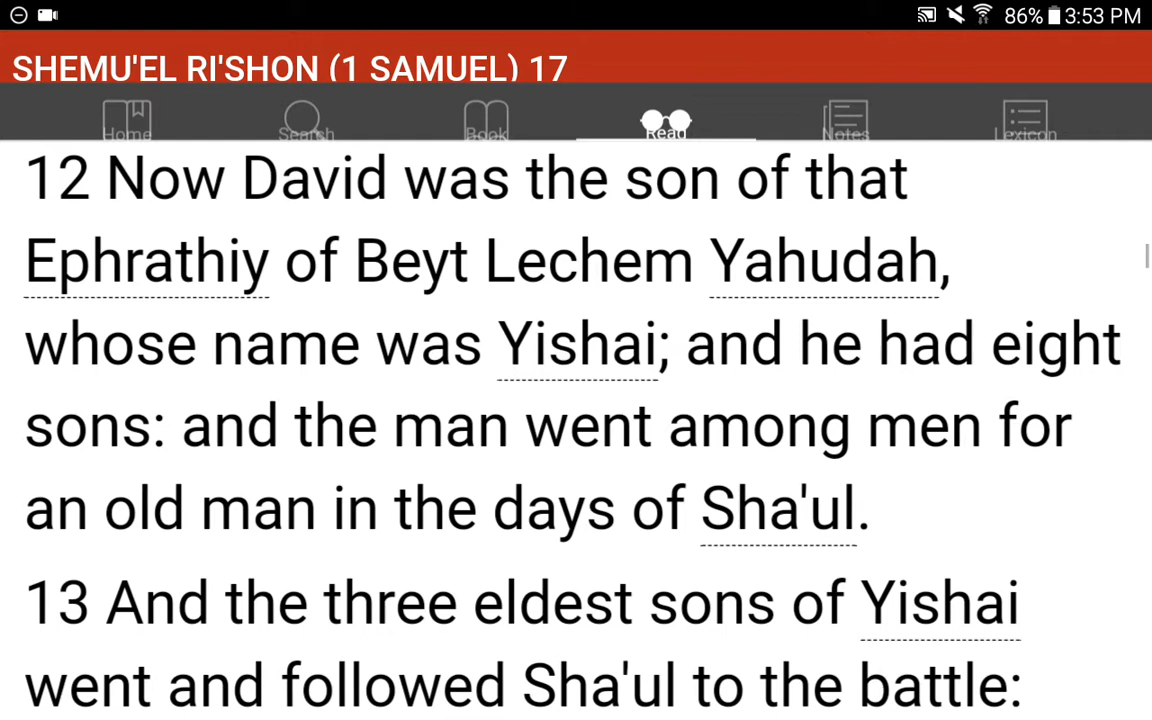 86% 3:53 PM
SHEMU'EL RI'SHON (1 SAMUEL) 17
Home Search Book Read Notes Lexicon
12 Now David was the son of that
Ephrathiy of Beyt Lechem Yahudah,
whose name was Yishai; and he had eight
sons: and the man went among men for
an old man in the days of Sha'ul.
13 And the three eldest sons of Yishai
went and followed Sha'ul to the battle: